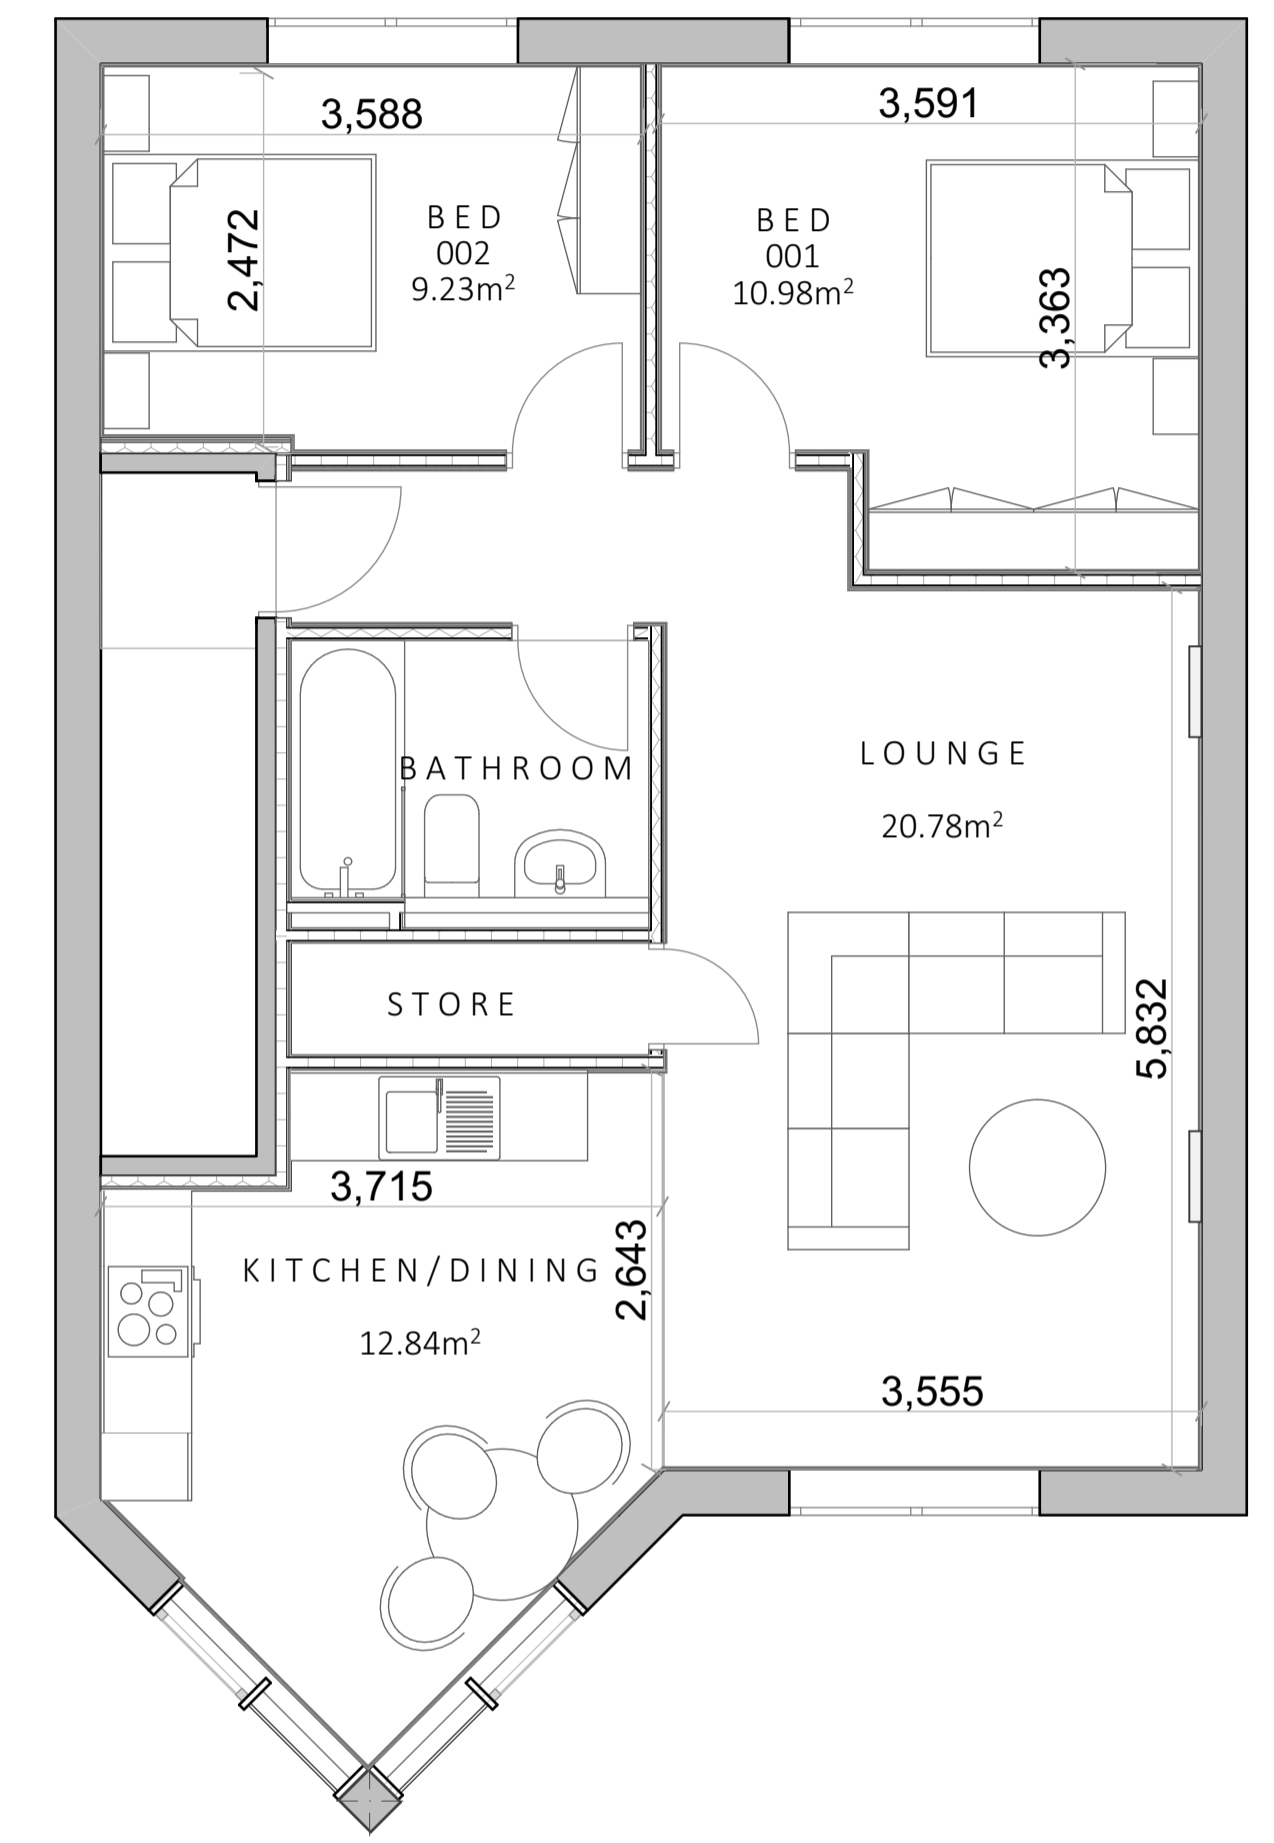 3,588
3,591
BED
002
9.23m²
2,472
BED
001
10.98m²
3,363
LOUNGE
20.78m²
BATHROOM
STORE
5,832
3,715
KITCHEN/DINING
12.84m²
2,643
3,555